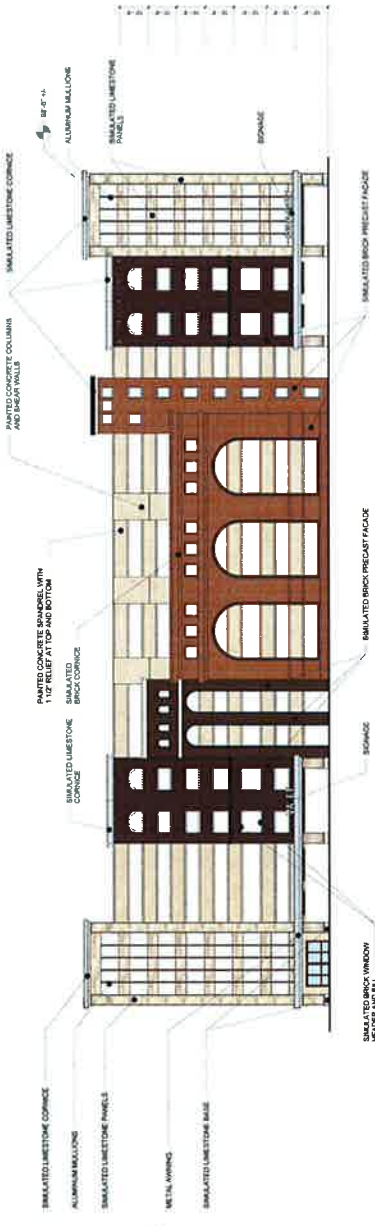 SIMULATED LIMESTONE CORNICE
ALUMINUM MULLIONS
SIMULATED LIMESTONE PANELS
METAL AWNING
SIMULATED LIMESTONE BASE
SIMULATED LIMESTONE
CORNICE
PAINTED CONCRETE SPANDREL WITH
1 1/2" RELIEF AT TOP AND BOTTOM
SIMULATED
BRICK CORNICE
PAINTED CONCRETE COLUMNS
AND SHEAR WALLS
SIMULATED LIMESTONE CORNICE
ALUMINUM MULLIONS
SIMULATED LIMESTONE
PANELS
SIGNAGE
SIMULATED BRICK PRECAST FACADE
SIMULATED BRICK PRECAST FACADE
SIGNAGE
SIMULATED BRICK WINDOW
HEADER AND